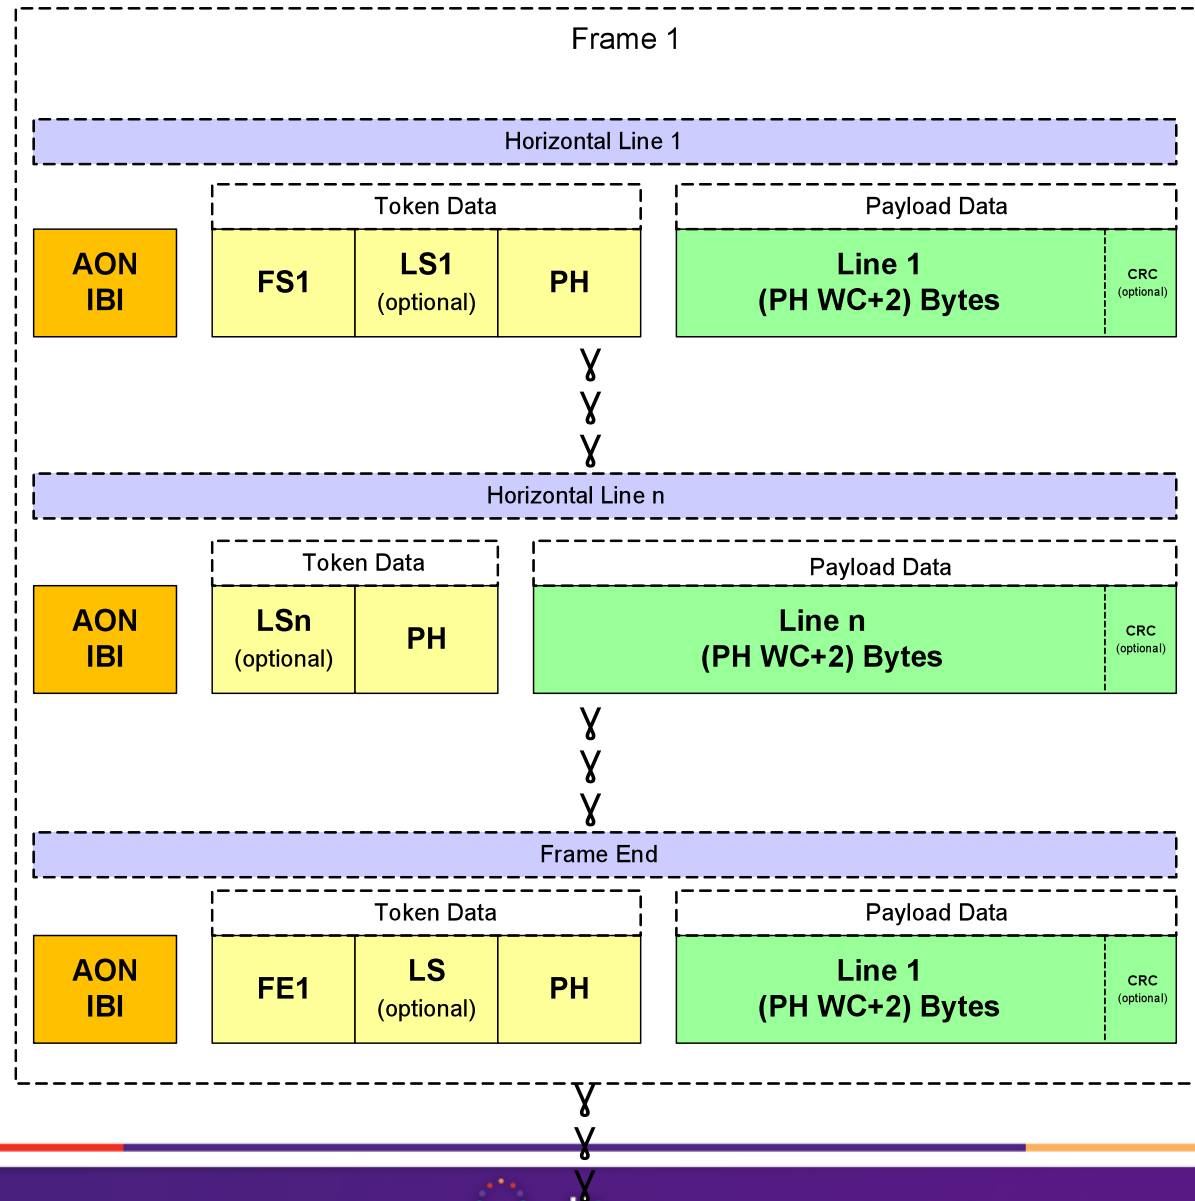 Frame 1
Horizontal Line 1
Token Data
Payload Data
AON
IBI
FS1
LS1
(optional)
PH
Line 1
(PH WC+2) Bytes
CRC
(optional)
Horizontal Line n
Token Data
Payload Data
AON
IBI
LSn
(optional)
PH
Line n
(PH WC+2) Bytes
CRC
(optional)
Frame End
Token Data
Payload Data
AON
IBI
FE1
LS
(optional)
PH
Line 1
(PH WC+2) Bytes
CRC
(optional)